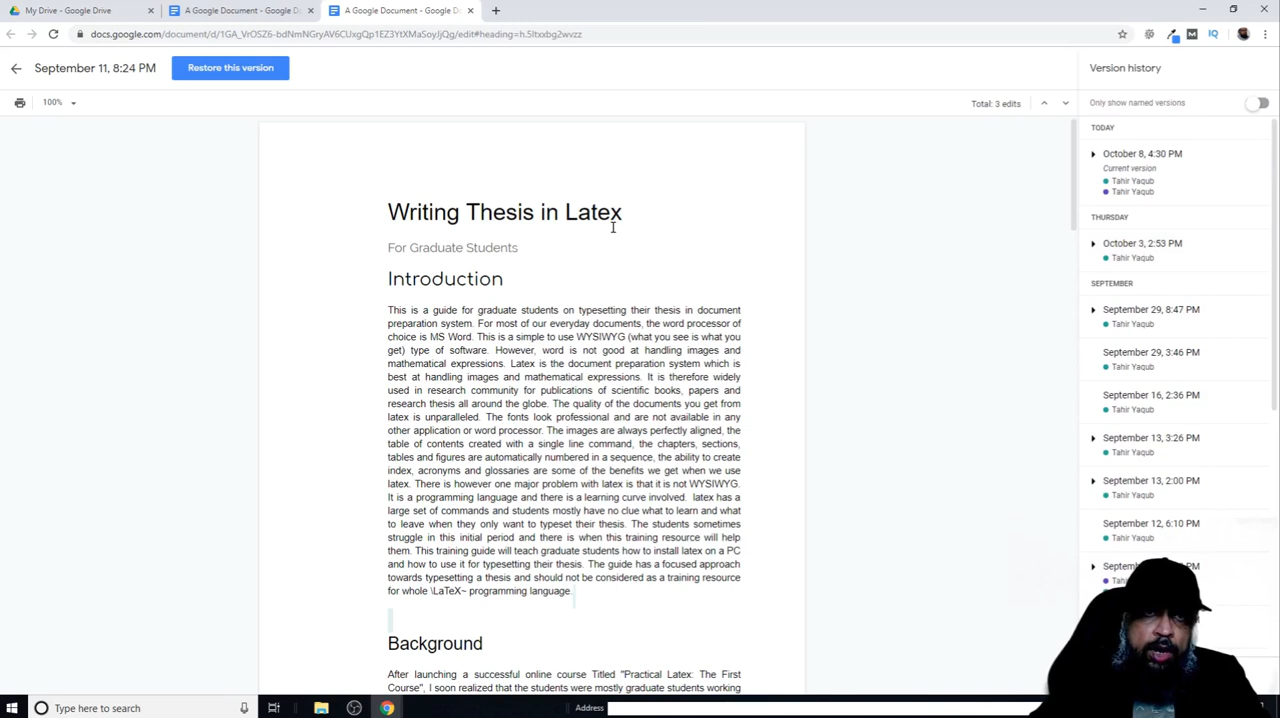 My Drive - Google Drive
A Google Document - Google D
A Google Document - Google D
docs.google.com/document/d/1GA_VrOSZ6-bdNmNGryAV6CUxgQp1EZ3YtXMaSoyJjQg/edit#heading=h.5ltxxbg2wvzz
September 11, 8:24 PM
Restore this version
100%
Total: 3 edits
Writing Thesis in Latex
For Graduate Students
Introduction
This is a guide for graduate students on typesetting their thesis in document
preparation system. For most of our everyday documents, the word processor of
choice is MS Word. This is a simple to use WYSIWYG (what you see is what you
get) type of software. However, word is not good at handling images and
mathematical expressions. Latex is the document preparation system which is
best at handling images and mathematical expressions. It is therefore widely
used in research community for publications of scientific books, papers and
research thesis all around the globe. The quality of the documents you get from
latex is unparalleled. The fonts look professional and are not available in any
other application or word processor. The images are always perfectly aligned, the
table of contents created with a single line command, the chapters, sections,
tables and figures are automatically numbered in a sequence, the ability to create
index, acronyms and glossaries are some of the benefits we get when we use
latex. There is however one major problem with latex is that it is not WYSIWYG.
It is a programming language and there is a learning curve involved. latex has a
large set of commands and students mostly have no clue what to learn and what
to leave when they only want to typeset their thesis. The students sometimes
struggle in this initial period and there is when this training resource will help
them. This training guide will teach graduate students how to install latex on a PC
and how to use it for typesetting their thesis. The guide has a focused approach
towards typesetting a thesis and should not be considered as a training resource
for whole \LaTeX~ programming language.
Background
After launching a successful online course Titled "Practical Latex: The First
Course", I soon realized that the students were mostly graduate students working
Version history
Only show named versions
TODAY
October 8, 4:30 PM
Current version
Tahir Yaqub
Tahir Yaqub
THURSDAY
October 3, 2:53 PM
Tahir Yaqub
SEPTEMBER
September 29, 8:47 PM
Tahir Yaqub
September 29, 3:46 PM
Tahir Yaqub
September 16, 2:36 PM
Tahir Yaqub
September 13, 3:26 PM
Tahir Yaqub
September 13, 2:00 PM
Tahir Yaqub
September 12, 6:10 PM
Tahir Yaqub
Type here to search
Address